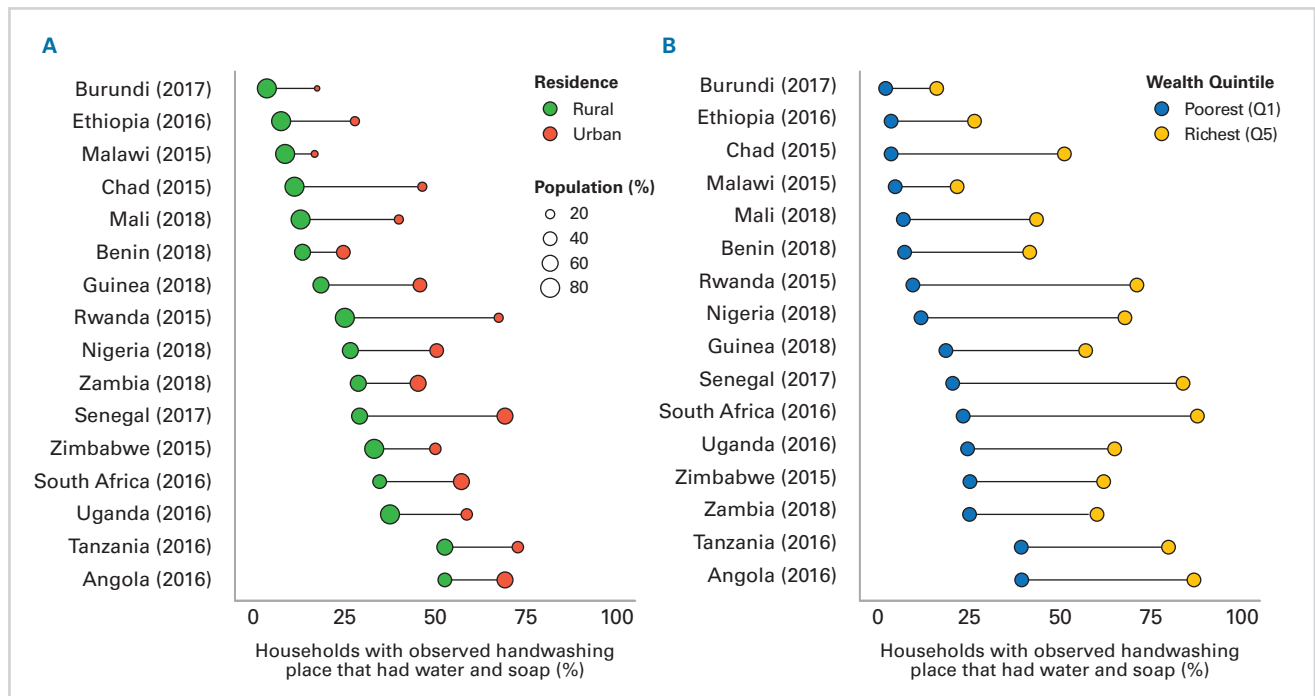 A
Burundi (2017)
Ethiopia (2016)
Malawi (2015)
Chad (2015)
Mali (2018)
Benin (2018)
Guinea (2018)
Rwanda (2015)
Nigeria (2018)
Zambia (2018)
Senegal (2017)
Zimbabwe (2015)
South Africa (2016)
Uganda (2016)
Tanzania (2016)
Angola (2016)
Residence
Rural
Urban
Population (%)
20
40
60
80
0 25 50 75 100
Households with observed handwashing
place that had water and soap (%)
B
Burundi (2017)
Ethiopia (2016)
Chad (2015)
Malawi (2015)
Mali (2018)
Benin (2018)
Rwanda (2015)
Nigeria (2018)
Guinea (2018)
Senegal (2017)
South Africa (2016)
Uganda (2016)
Zimbabwe (2015)
Zambia (2018)
Tanzania (2016)
Angola (2016)
Wealth Quintile
Poorest (Q1)
Richest (Q5)
0 25 50 75 100
Households with observed handwashing
place that had water and soap (%)